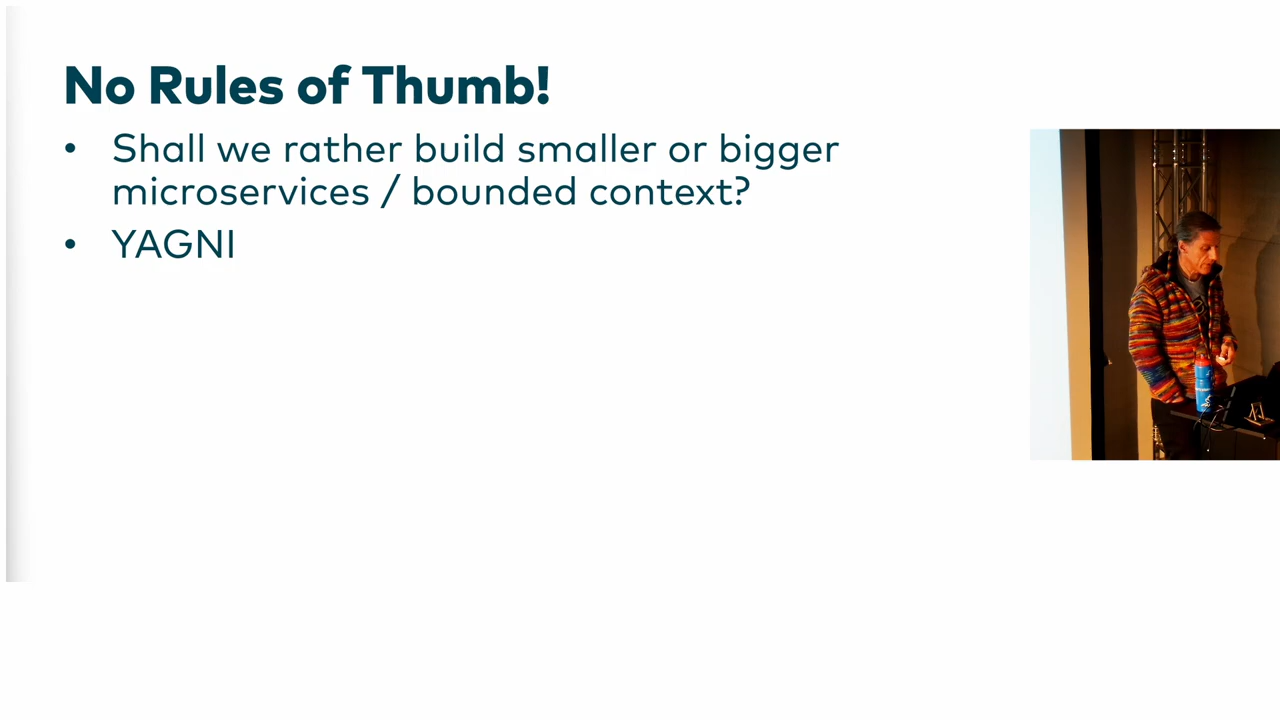 No Rules of Thumb!
• Shall we rather build smaller or bigger
microservices / bounded context?
• YAGNI